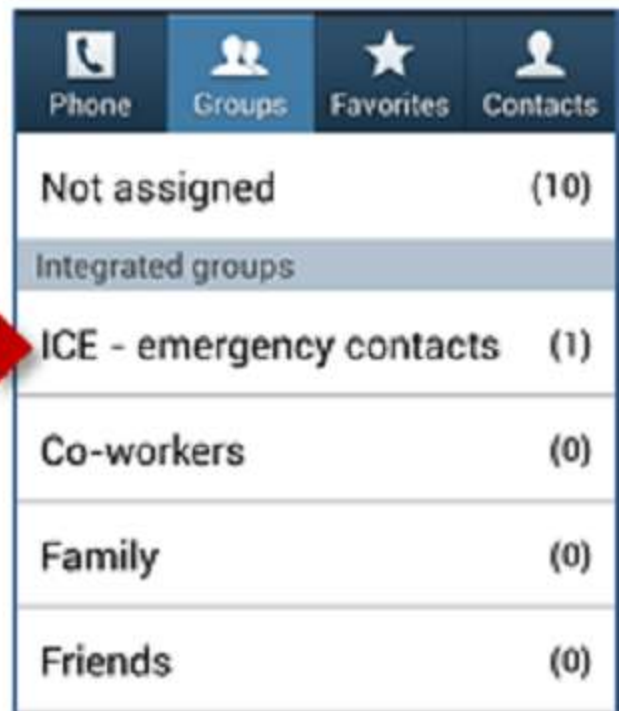 Phone Groups Favorites Contacts
Not assigned (10)
Integrated groups
ICE - emergency contacts (1)
Co-workers (0)
Family (0)
Friends (0)